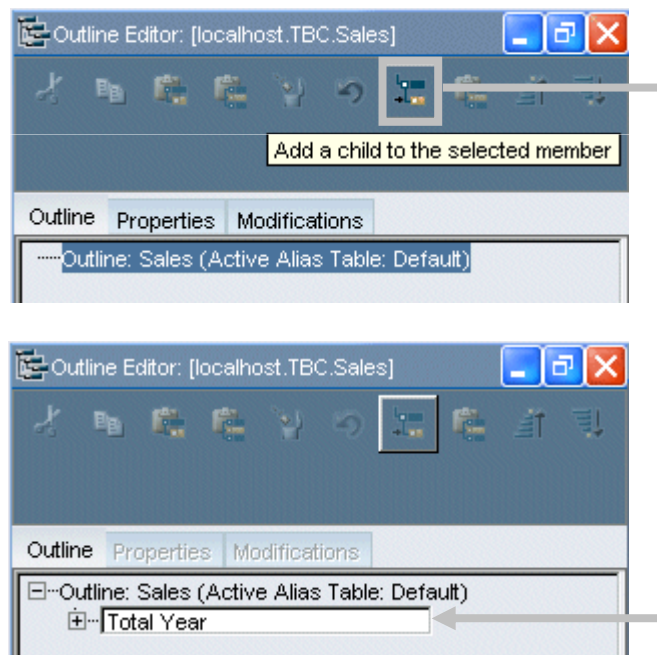 Outline Editor: [localhost.TBC.Sales]
Add a child to the selected member
Outline Properties Modifications
Outline: Sales (Active Alias Table: Default)
Outline Editor: [localhost.TBC.Sales]
Outline Properties Modifications
Outline: Sales (Active Alias Table: Default)
Total Year